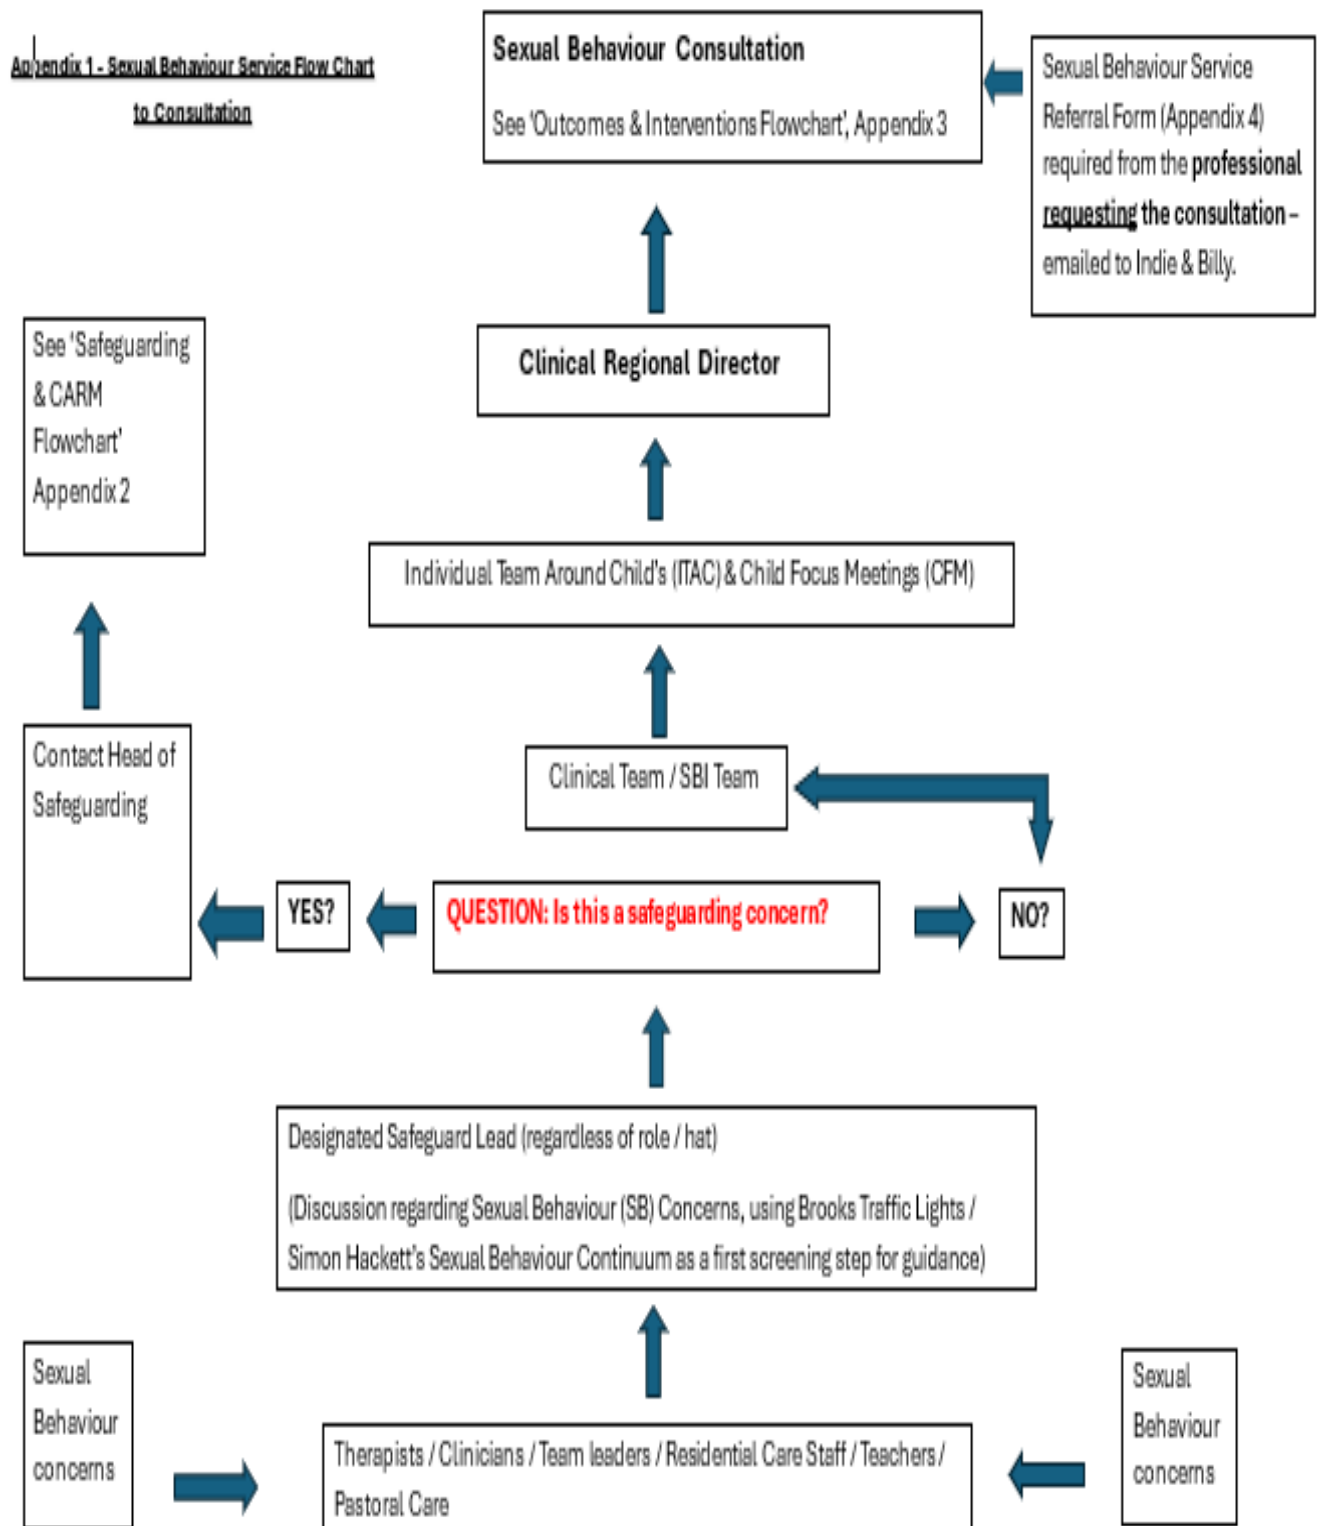 Appendix 1 - Sexual Behaviour Service Flow Chart
to Consultation
Sexual Behaviour Consultation
See 'Outcomes & Interventions Flowchart', Appendix 3
Sexual Behaviour Service
Referral Form (Appendix 4)
required from the professional
requesting the consultation –
emailed to Indie & Billy.
See 'Safeguarding
& CARM
Flowchart'
Appendix 2
Clinical Regional Director
Individual Team Around Child's (ITAC) & Child Focus Meetings (CFM)
Contact Head of
Safeguarding
Clinical Team / SBI Team
YES?
QUESTION: Is this a safeguarding concern?
NO?
Designated Safeguard Lead (regardless of role / hat)
(Discussion regarding Sexual Behaviour (SB) Concerns, using Brooks Traffic Lights /
Simon Hackett's Sexual Behaviour Continuum as a first screening step for guidance)
Sexual
Behaviour
concerns
Therapists / Clinicians / Team leaders / Residential Care Staff / Teachers /
Pastoral Care
Sexual
Behaviour
concerns